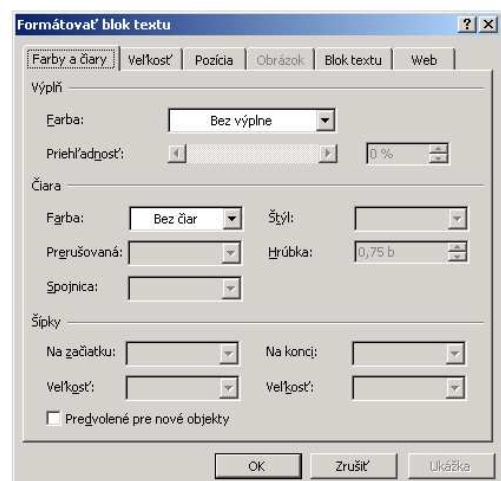 Formátovať blok textu
Farby a čiary Veľkosť Pozícia Obrázok Blok textu Web
Výplň
Farba: Bez výplne
Priehľadnosť: 0 %
Čiara
Farba: Bez čiar Štýl:
Prerušovaná: Hrúbka: 0,75 b
Spojnica:
Šípky
Na začiatku: Na konci:
Veľkosť: Veľkosť:
Predvolené pre nové objekty
OK Zrušiť Ukážka